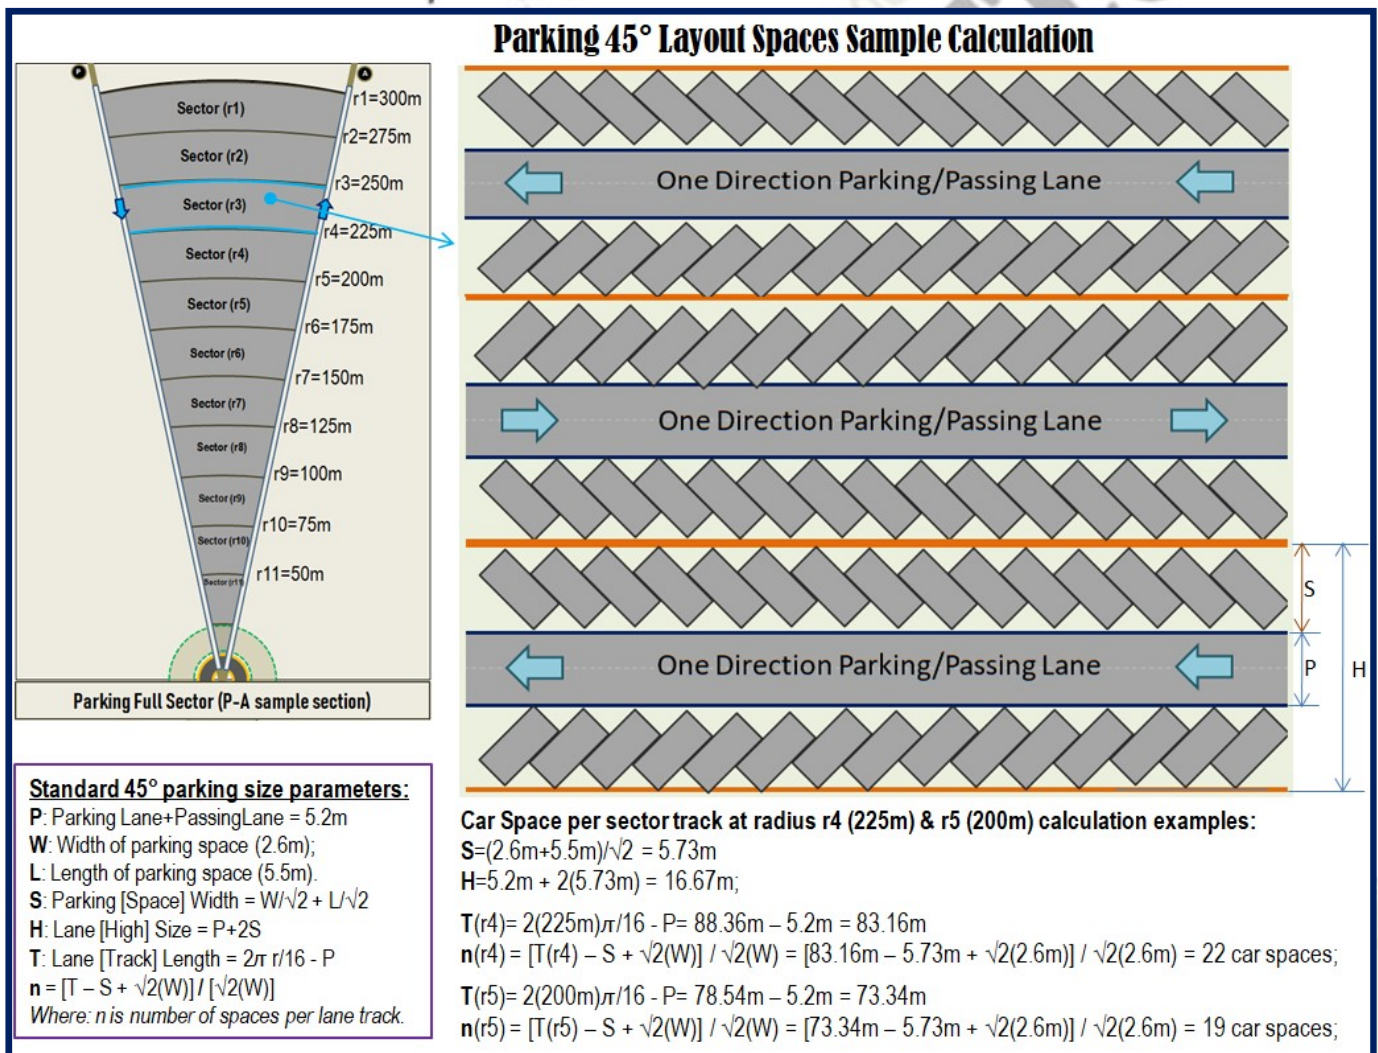 Parking 45° Layout Spaces Sample Calculation
P
A
Sector (r1)
r1=300m
r2=275m
Sector (r2)
r3=250m
Sector (r3)
r4=225m
Sector (r4)
r5=200m
Sector (r5)
r6=175m
Sector (r6)
r7=150m
Sector (r7)
r8=125m
Sector (r8)
r9=100m
Sector (r9)
r10=75m
Sector (r10)
r11=50m
Sector (r11)
Parking Full Sector (P-A sample section)
One Direction Parking/Passing Lane
One Direction Parking/Passing Lane
One Direction Parking/Passing Lane
S
P
H
Standard 45° parking size parameters:
P: Parking Lane+PassingLane = 5.2m
W: Width of parking space (2.6m);
L: Length of parking space (5.5m).
S: Parking [Space] Width = W/√2 + L/√2
H: Lane [High] Size = P+2S
T: Lane [Track] Length = 2π r/16 - P
n = [T – S + √2(W)] / [√2(W)]
Where: n is number of spaces per lane track.
Car Space per sector track at radius r4 (225m) & r5 (200m) calculation examples:
S=(2.6m+5.5m)/√2 = 5.73m
H=5.2m + 2(5.73m) = 16.67m;
T(r4)= 2(225m)π/16 - P= 88.36m – 5.2m = 83.16m
n(r4) = [T(r4) – S + √2(W)] / √2(W) = [83.16m – 5.73m + √2(2.6m)] / √2(2.6m) = 22 car spaces;
T(r5)= 2(200m)π/16 - P= 78.54m – 5.2m = 73.34m
n(r5) = [T(r5) – S + √2(W)] / √2(W) = [73.34m – 5.73m + √2(2.6m)] / √2(2.6m) = 19 car spaces;